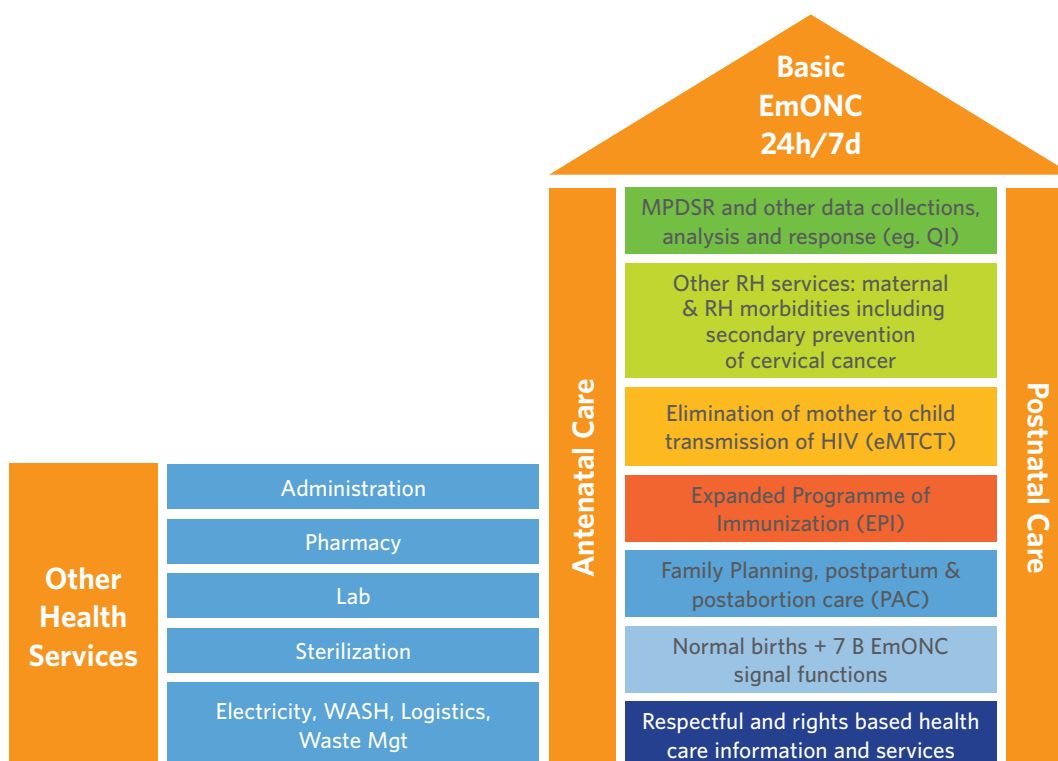 Basic
EmONC
24h/7d
Antenatal Care
MPDSR and other data collections,
analysis and response (eg. QI)
Other RH services: maternal
& RH morbidities including
secondary prevention
of cervical cancer
Elimination of mother to child
transmission of HIV (eMTCT)
Expanded Programme of
Immunization (EPI)
Family Planning, postpartum &
postabortion care (PAC)
Normal births + 7 B EmONC
signal functions
Respectful and rights based health
care information and services
Postnatal Care
Other
Health
Services
Administration
Pharmacy
Lab
Sterilization
Electricity, WASH, Logistics,
Waste Mgt